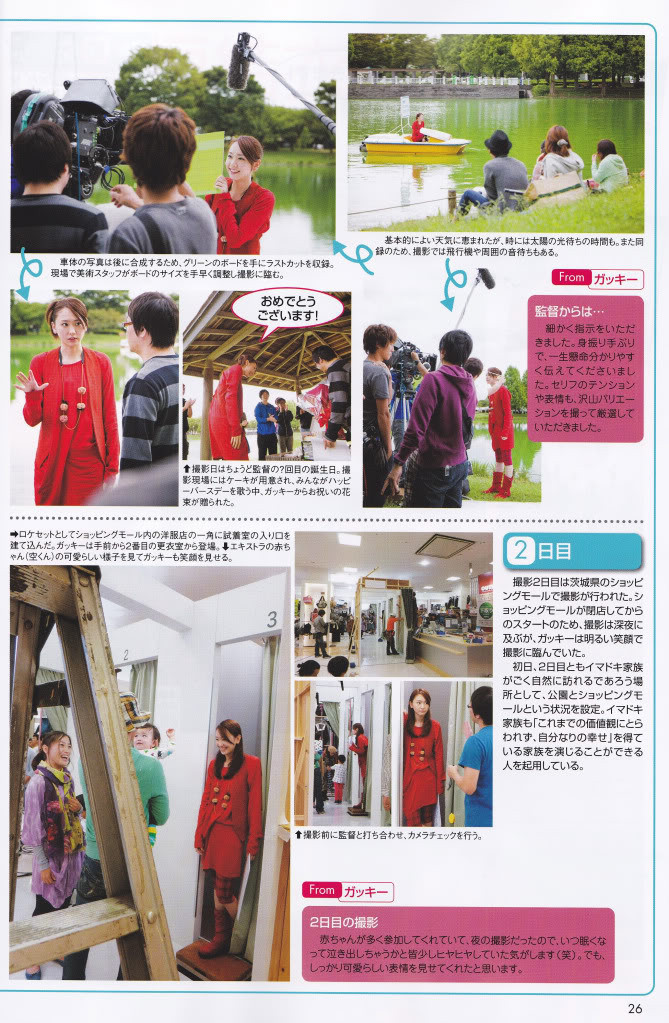 車体の写真は後に合成するため、グリーンのボードを手にラストカットを収録。
現場で美術スタッフがボードのサイズを手早く調整し撮影に臨む。
基本的によい天気に恵まれたが、時には太陽の光待ちの時間も。また同
録のため、撮影では飛行機や周囲の音待ちもある。
おめでとう
ございます!
From ガッキー
監督からは…
細かく指示をいただ
きました。身振り手ぶり
で、一生懸命分かりやす
く伝えてくださいまし
た。セリフのテンション
や表情も、沢山バリエー
ションを撮って厳選して
いただきました。
⬆撮影日はちょうど監督の?回目の誕生日。撮
影現場にはケーキが用意され、みんながハッピ
ーバースデーを歌う中、ガッキーからお祝いの花
束が贈られた。
➡ロケセットとしてショッピングモール内の洋服店の一角に試着室の入り口を
建て込んだ。ガッキーは手前から2番目の更衣室から登場。⬇エキストラの赤ち
ゃん(空くん)の可愛らしい様子を見てガッキーも笑顔を見せる。
2
3
2日目
撮影2日目は茨城県のショッピ
ングモールで撮影が行われた。シ
ョッピングモールが閉店してから
のスタートのため、撮影は深夜に
及ぶが、ガッキーは明るい笑顔で
撮影に臨んでいた。
初日、2日目ともイマドキ家族
がごく自然に訪れるであろう場
所として、公園とショッピングモ
ールという状況を設定。イマドキ
家族も「これまでの価値観にとら
われず、自分なりの幸せ」を得て
いる家族を演じることができる
人を起用している。
⬆撮影前に監督と打ち合わせ、カメラチェックを行う。
From ガッキー
2日目の撮影
赤ちゃんが多く参加してくれていて、夜の撮影だったので、いつ眠くな
って泣き出しちゃうかと皆少しヒヤヒヤしていた気がします(笑)。でも、
しっかり可愛らしい表情を見せてくれたと思います。
26